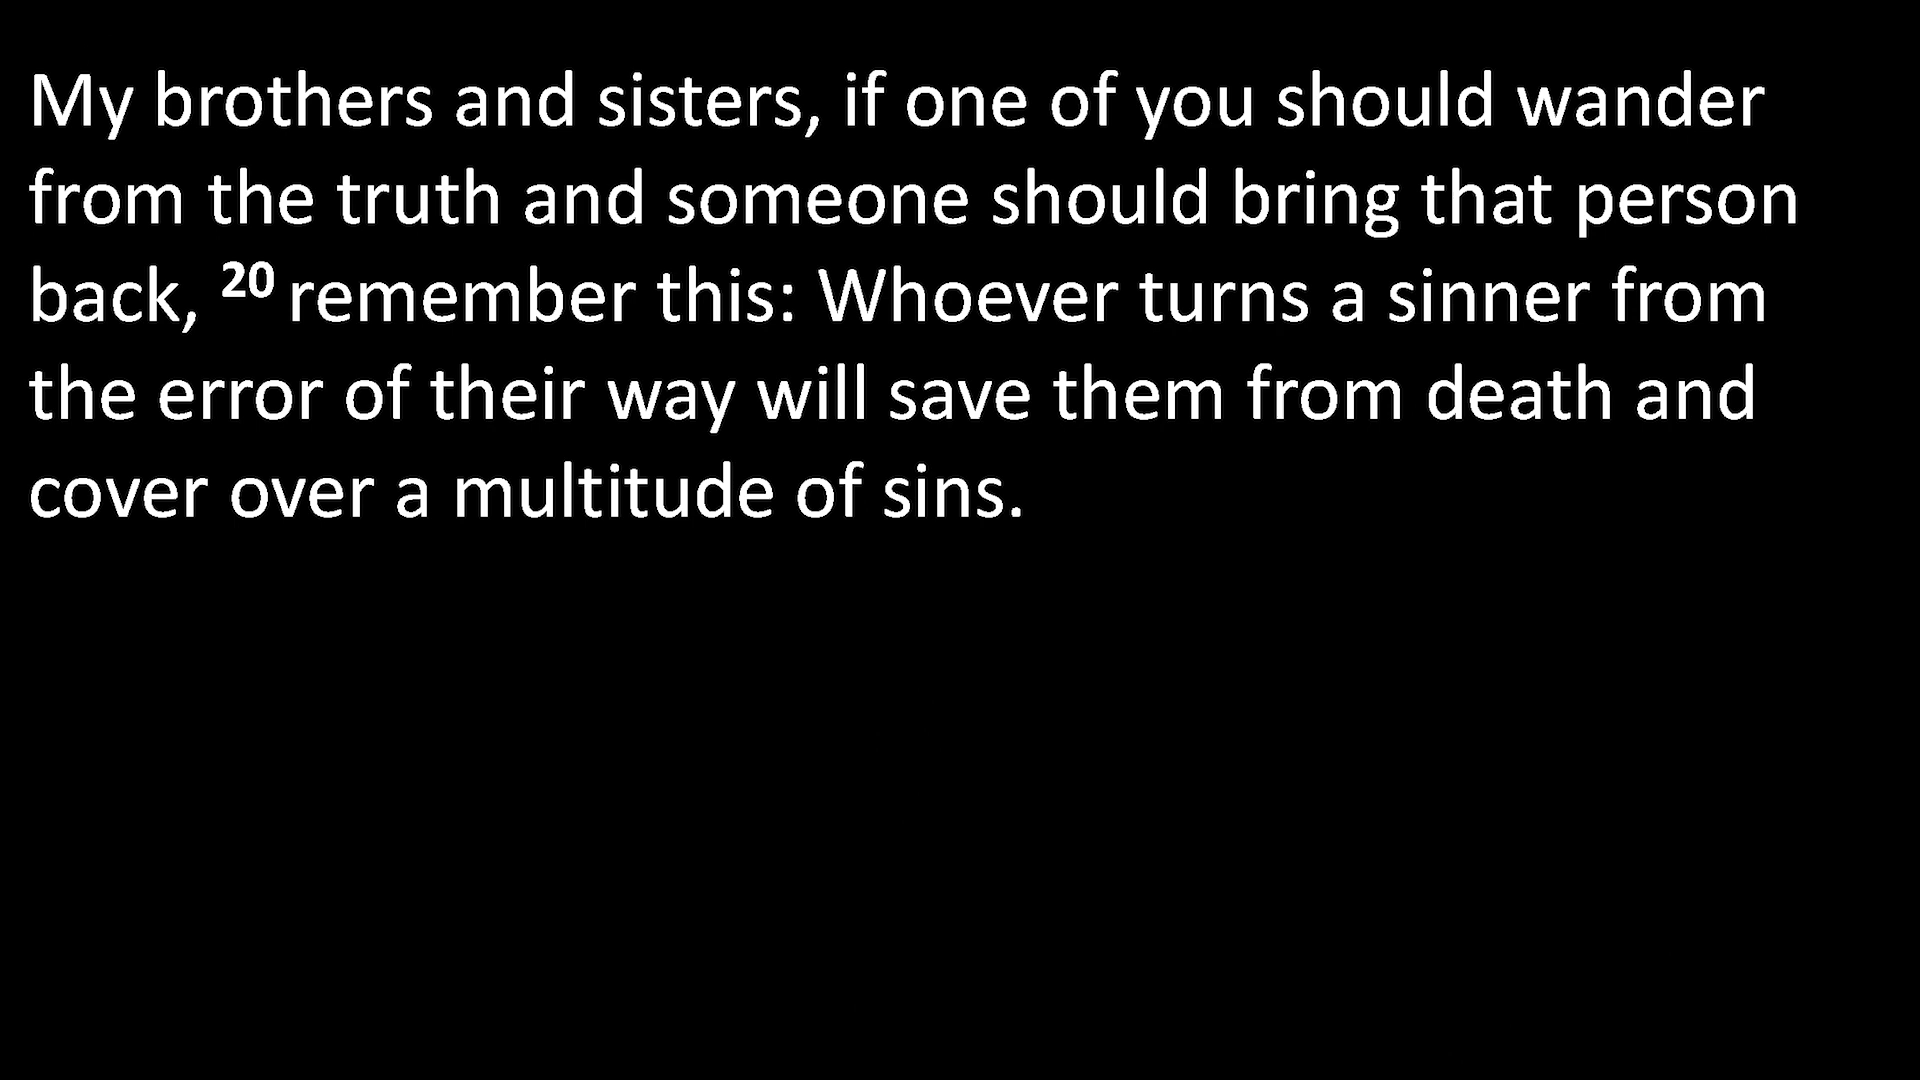 My brothers and sisters, if one of you should wander
from the truth and someone should bring that person
back, 20 remember this: Whoever turns a sinner from
the error of their way will save them from death and
cover over a multitude of sins.